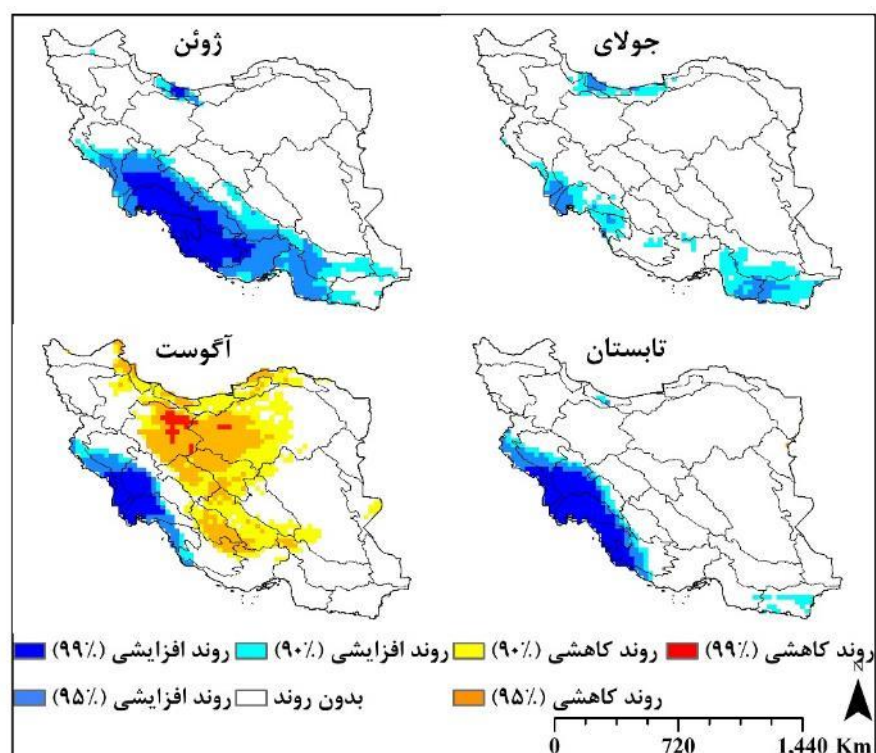 ژوئن
جولای
آگوست
تابستان
روند افزایشی (۹۹٪)
روند افزایشی (۹۰٪)
روند کاهشی (۹۰٪)
روند کاهشی (۹۹٪)
روند افزایشی (۹۵٪)
بدون روند
روند کاهشی (۹۵٪)
N
0 720 1,440 Km